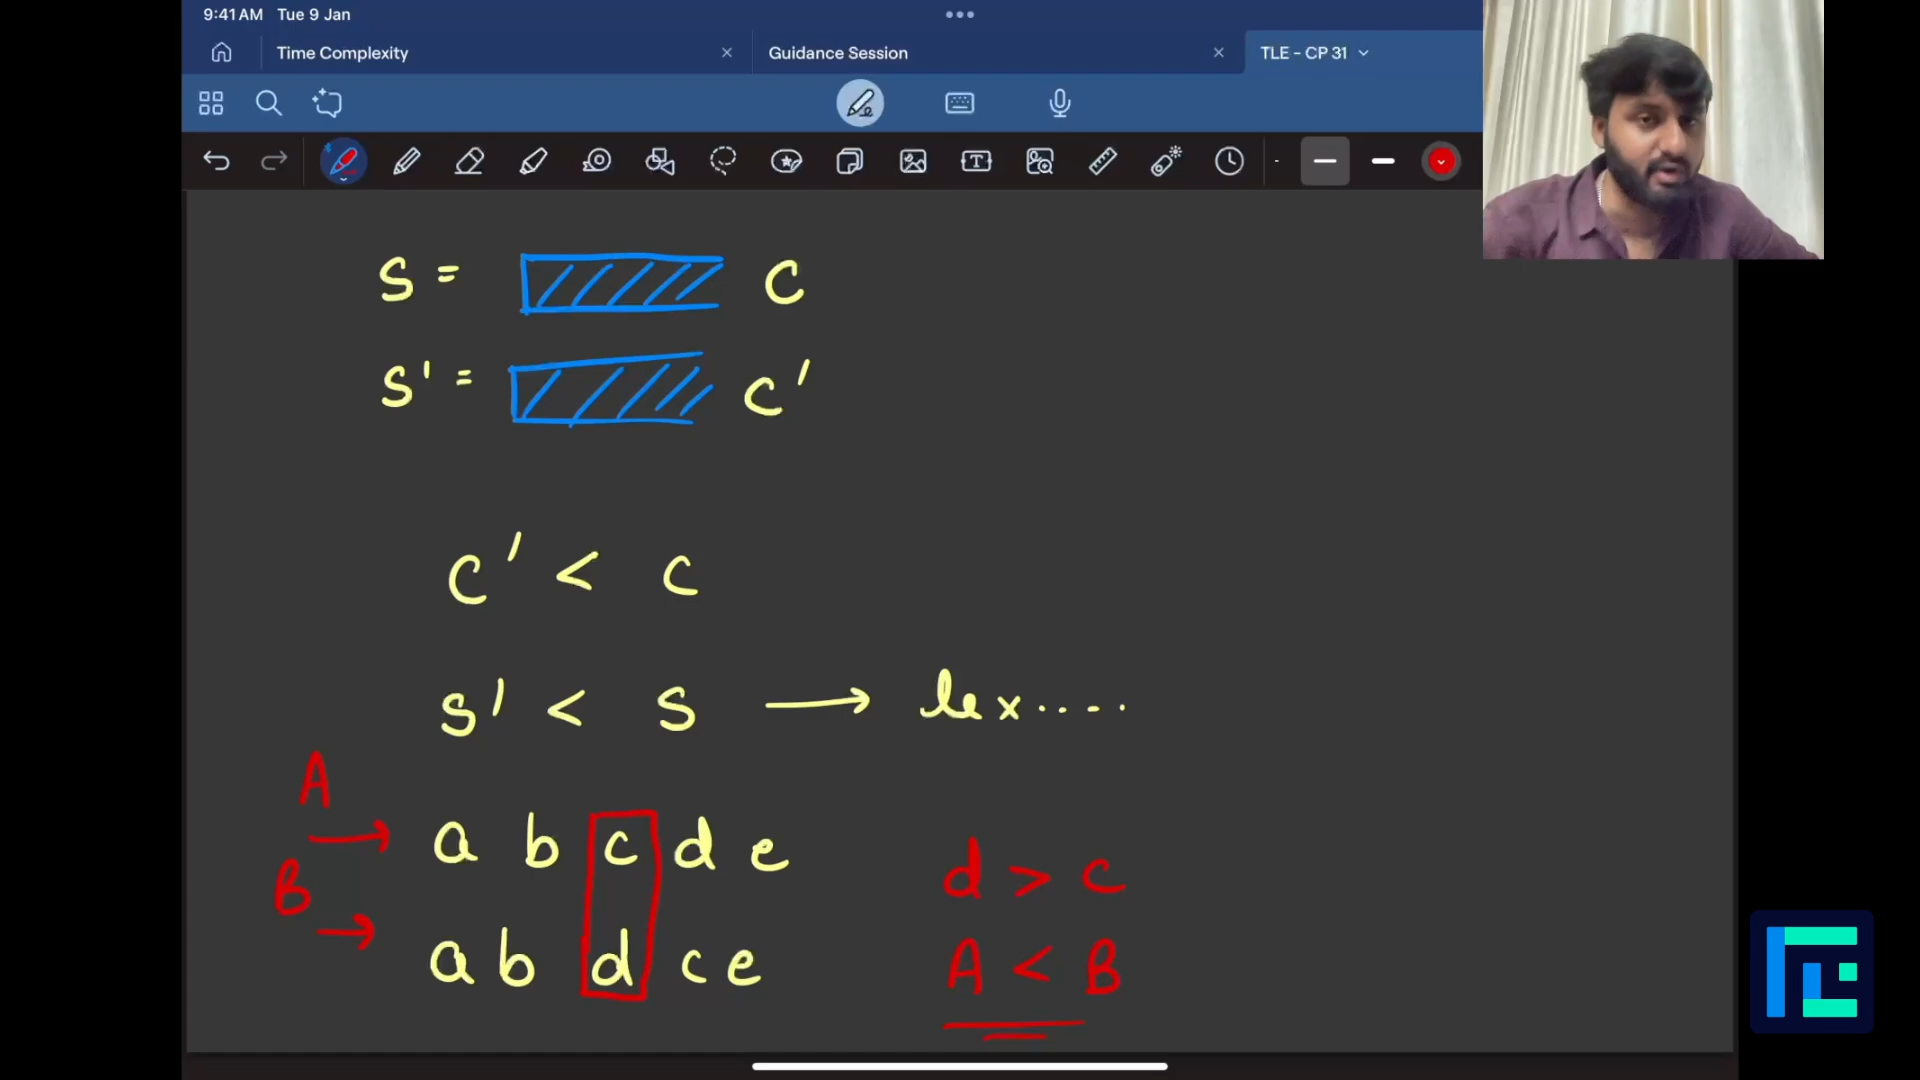 9:41 AM Tue 9 Jan
Time Complexity
Guidance Session
TLE - CP 31
S = C
S' = C'
C' < C
S' < S → lex....
A → a b c d e
B → a b d c e
d > c
A < B